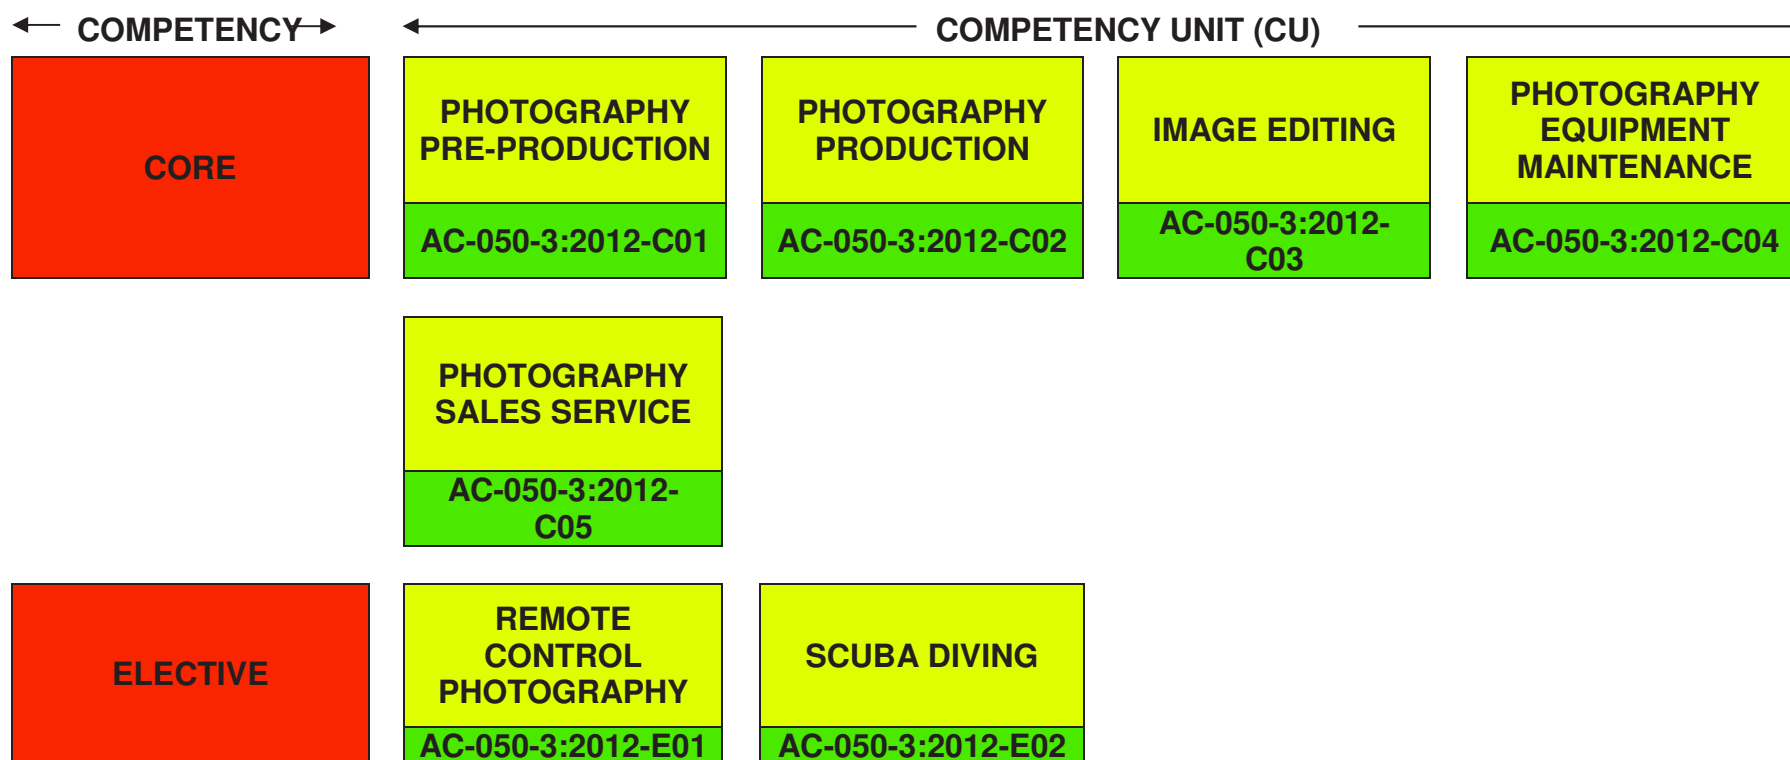 COMPETENCY
COMPETENCY UNIT (CU)
CORE
PHOTOGRAPHY
PRE-PRODUCTION
AC-050-3:2012-C01
PHOTOGRAPHY
PRODUCTION
AC-050-3:2012-C02
IMAGE EDITING
AC-050-3:2012-
C03
PHOTOGRAPHY
EQUIPMENT
MAINTENANCE
AC-050-3:2012-C04
PHOTOGRAPHY
SALES SERVICE
AC-050-3:2012-
C05
ELECTIVE
REMOTE
CONTROL
PHOTOGRAPHY
AC-050-3:2012-E01
SCUBA DIVING
AC-050-3:2012-E02